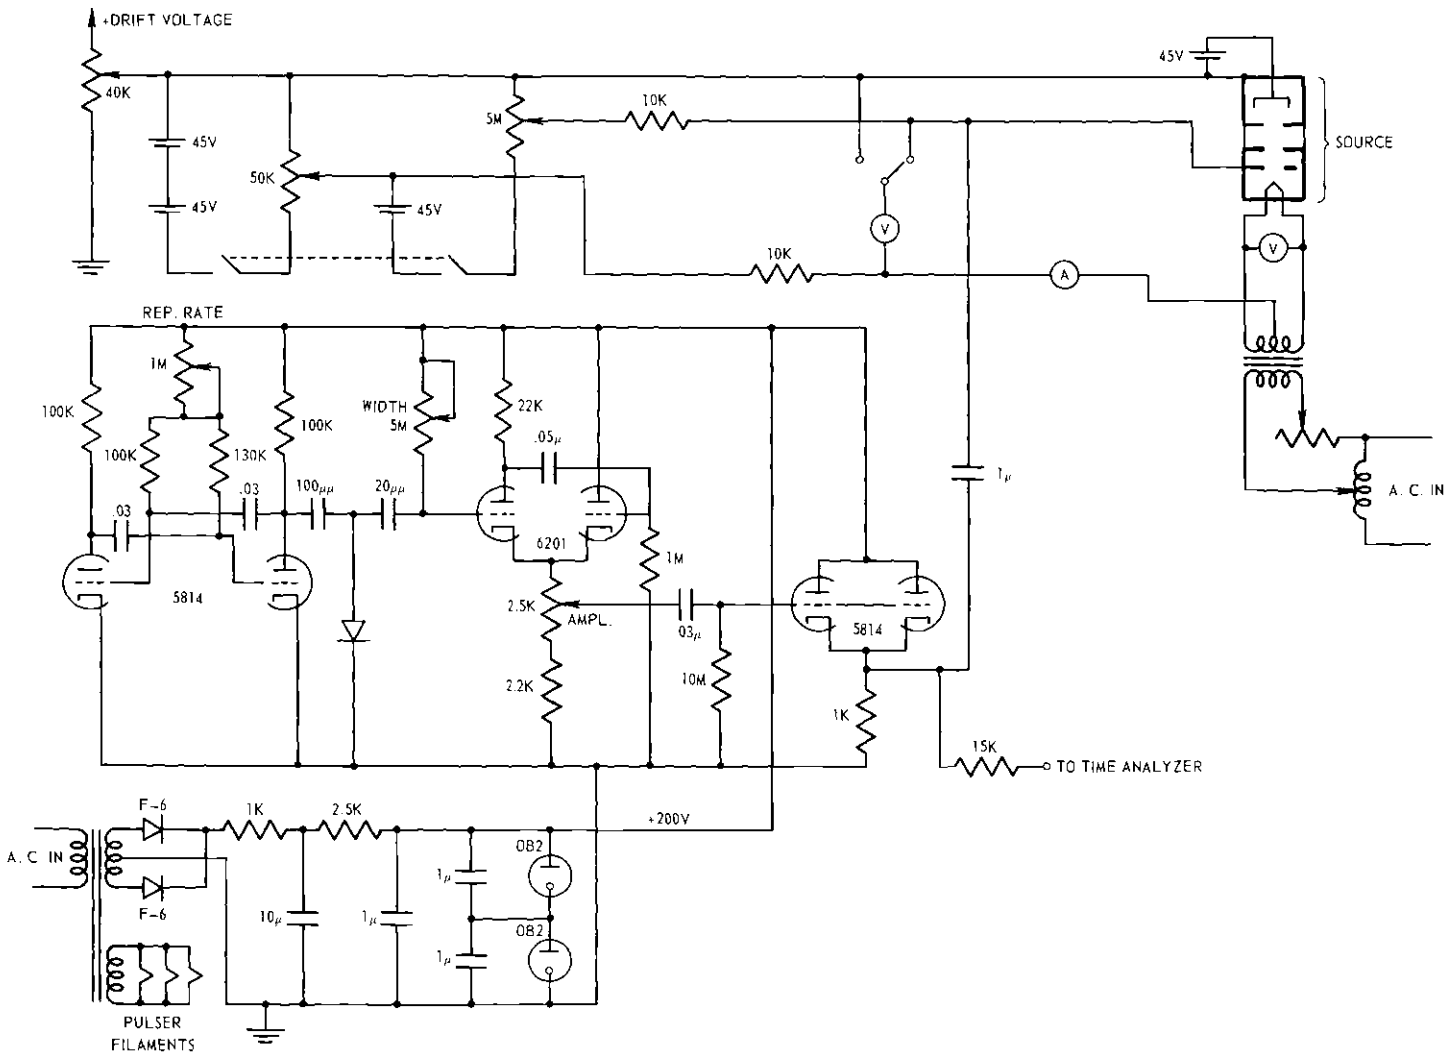 +DRIFT VOLTAGE
40K
45V
45V
50K
45V
5M
10K
45V
SOURCE
V
10K
A
V
REP. RATE
1M
100K
100K
130K
100K
WIDTH
5M
22K
.05μ
.03
.03
100μμ
20μμ
5814
6201
1M
2.5K
AMPL.
2.2K
03μ
10M
5814
1K
1μ
A. C. IN
15K
TO TIME ANALYZER
F-6
F-6
A. C IN
1K
2.5K
+200V
10μ
1μ
1μ
1μ
OB2
OB2
PULSER
FILAMENTS